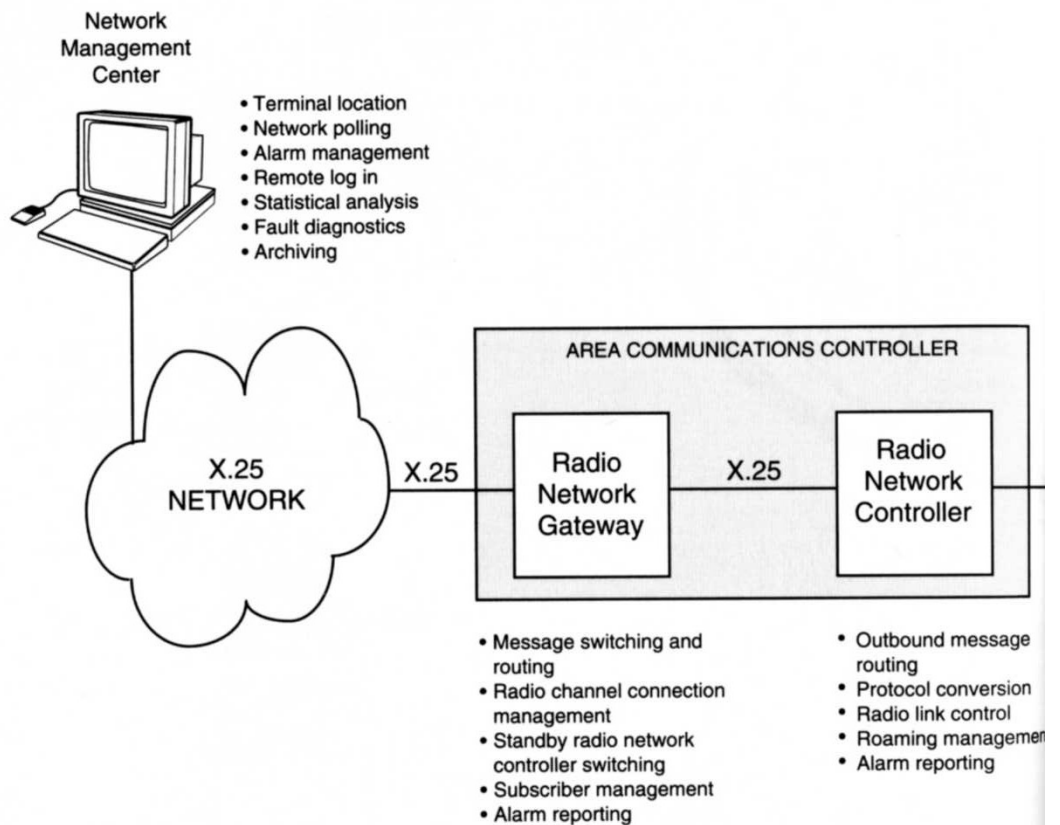 Network
Management
Center
• Terminal location
• Network polling
• Alarm management
• Remote log in
• Statistical analysis
• Fault diagnostics
• Archiving
AREA COMMUNICATIONS CONTROLLER
X.25
NETWORK
X.25
Radio
Network
Gateway
X.25
Radio
Network
Controller
• Message switching and
routing
• Radio channel connection
management
• Standby radio network
controller switching
• Subscriber management
• Alarm reporting
• Outbound message
routing
• Protocol conversion
• Radio link control
• Roaming managemen
• Alarm reporting